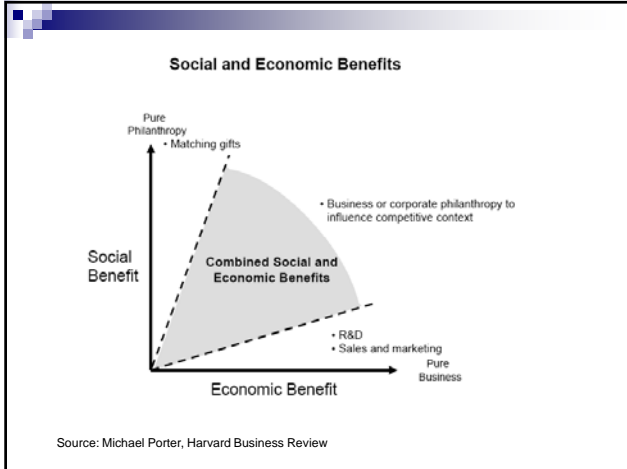 Social and Economic Benefits
Pure
Philanthropy
• Matching gifts
• Business or corporate philanthropy to
influence competitive context
Social
Benefit
Combined Social and
Economic Benefits
• R&D
• Sales and marketing
Pure
Business
Economic Benefit
Source: Michael Porter, Harvard Business Review